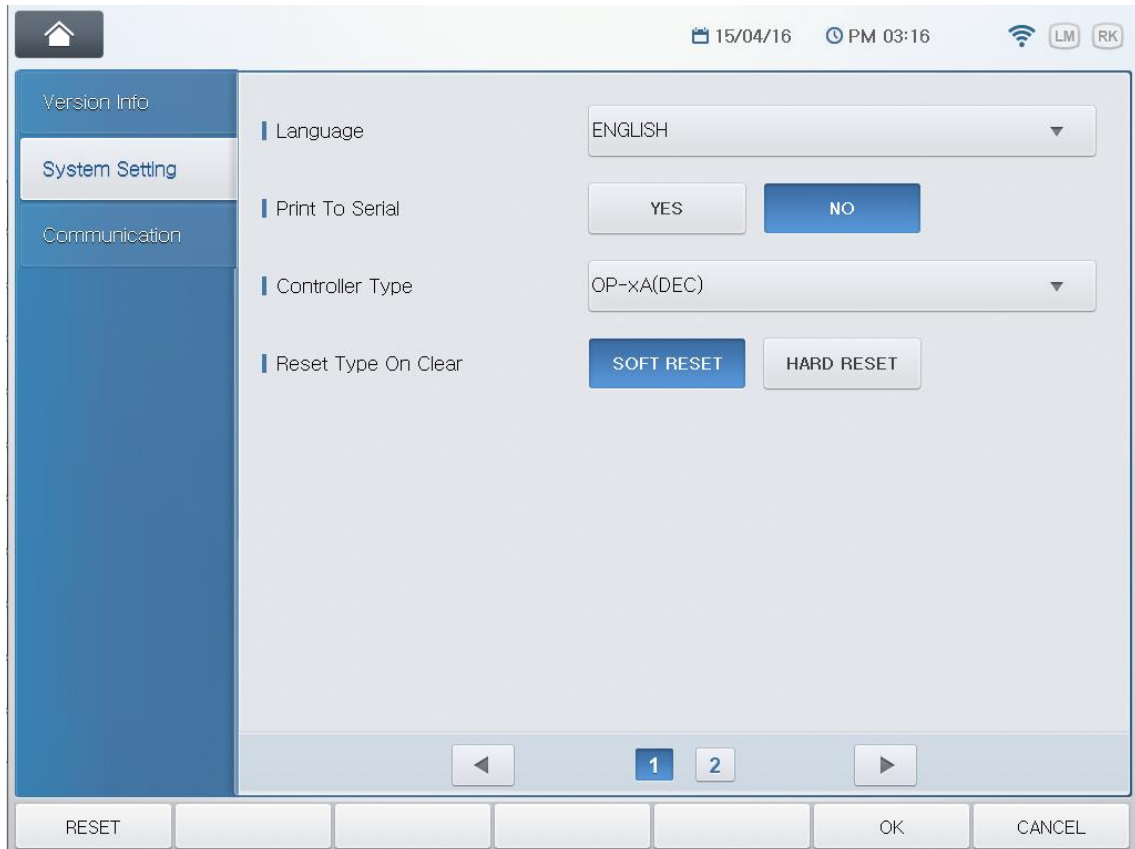 15/04/16 PM 03:16 LM RK
Version Info
System Setting
Communication
Language ENGLISH
Print To Serial YES NO
Controller Type OP-xA(DEC)
Reset Type On Clear SOFT RESET HARD RESET
1 2
RESET OK CANCEL